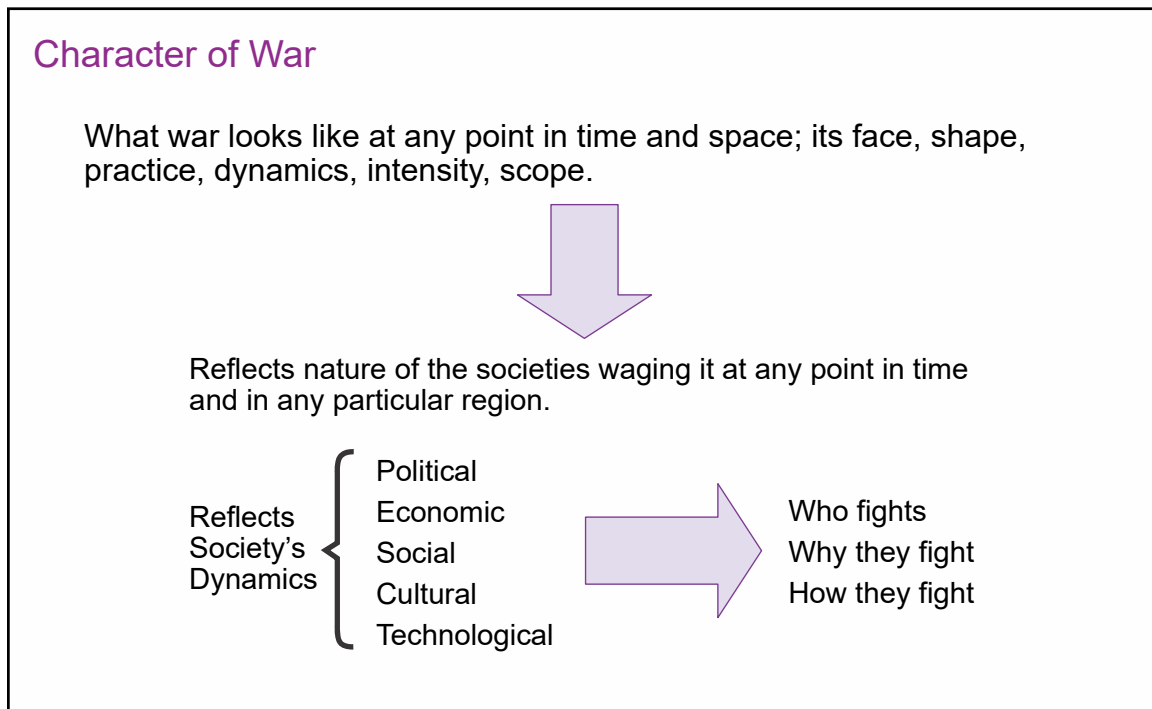 Character of War
What war looks like at any point in time and space; its face, shape,
practice, dynamics, intensity, scope.
Reflects nature of the societies waging it at any point in time
and in any particular region.
Reflects
Society’s
Dynamics
Political
Economic
Social
Cultural
Technological
Who fights
Why they fight
How they fight